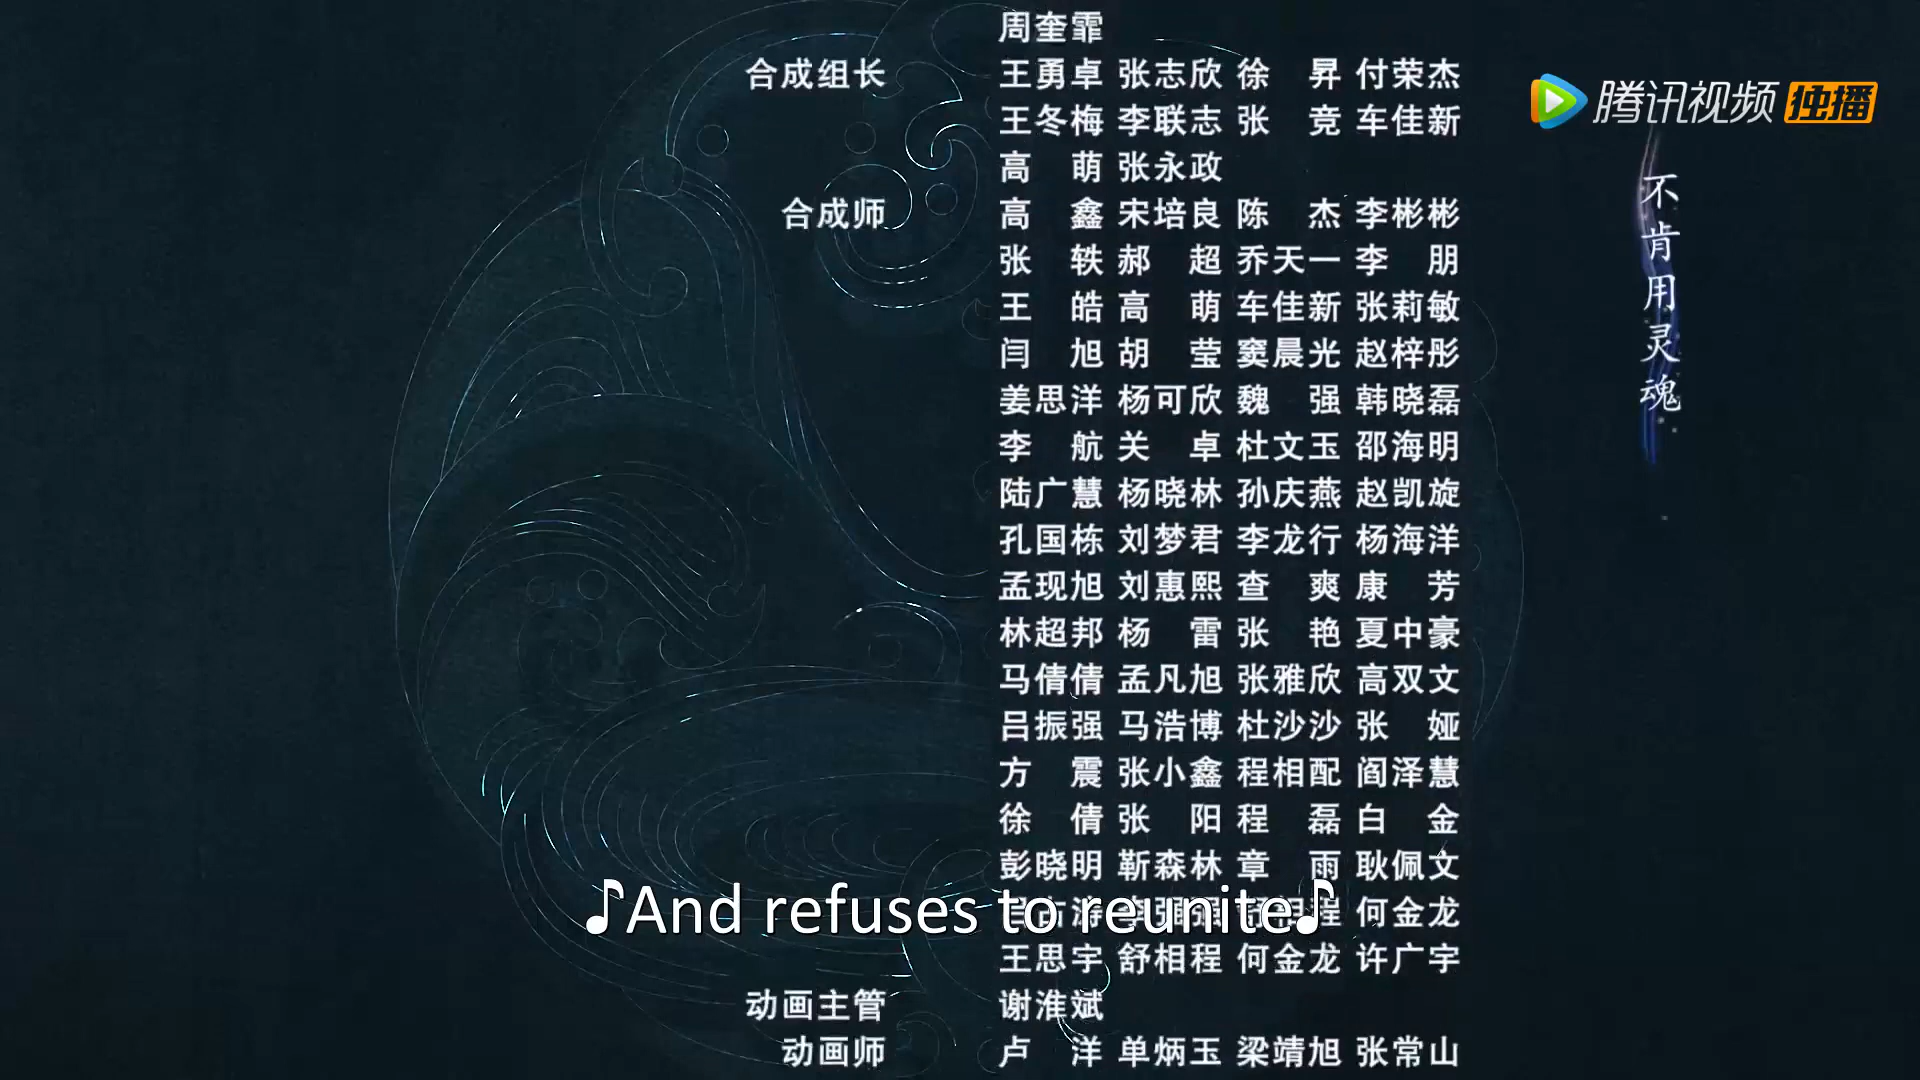 周奎霏
合成组长 王勇卓 张志欣 徐 昇 付荣杰
王冬梅 李联志 张 竞 车佳新
高 萌 张永政
合成师 高 鑫 宋培良 陈 杰 李彬彬
张 轶 郝 超 乔天一 李 朋
王 皓 高 萌 车佳新 张莉敏
闫 旭 胡 莹 窦晨光 赵梓彤
姜思洋 杨可欣 魏 强 韩晓磊
李 航 关 卓 杜文玉 邵海明
陆广慧 杨晓林 孙庆燕 赵凯旋
孔国栋 刘梦君 李龙行 杨海洋
孟现旭 刘惠熙 查 爽 康 芳
林超邦 杨 雷 张 艳 夏中豪
马倩倩 孟凡旭 张雅欣 高双文
吕振强 马浩博 杜沙沙 张 娅
方 震 张小鑫 程相配 阎泽慧
徐 倩 张 阳 程 磊 白 金
彭晓明 靳森林 章 雨 耿佩文
何金龙
王思宇 舒相程 何金龙 许广宇
动画主管 谢淮斌
动画师 卢 洋 单炳玉 梁靖旭 张常山
♪And refuses to reunite♪
腾讯视频 独播
不肯用灵魂